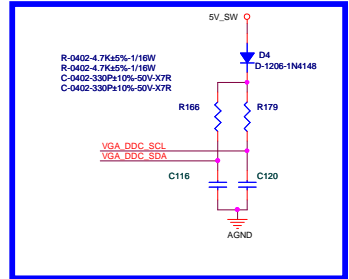 5V_SW
D4
D-1206-1N4148
R-0402-4.7K±5%-1/16W
R-0402-4.7K±5%-1/16W
C-0402-330P±10%-50V-X7R
C-0402-330P±10%-50V-X7R
R166
R179
VGA_DDC_SCL
VGA_DDC_SDA
C116
C120
AGND